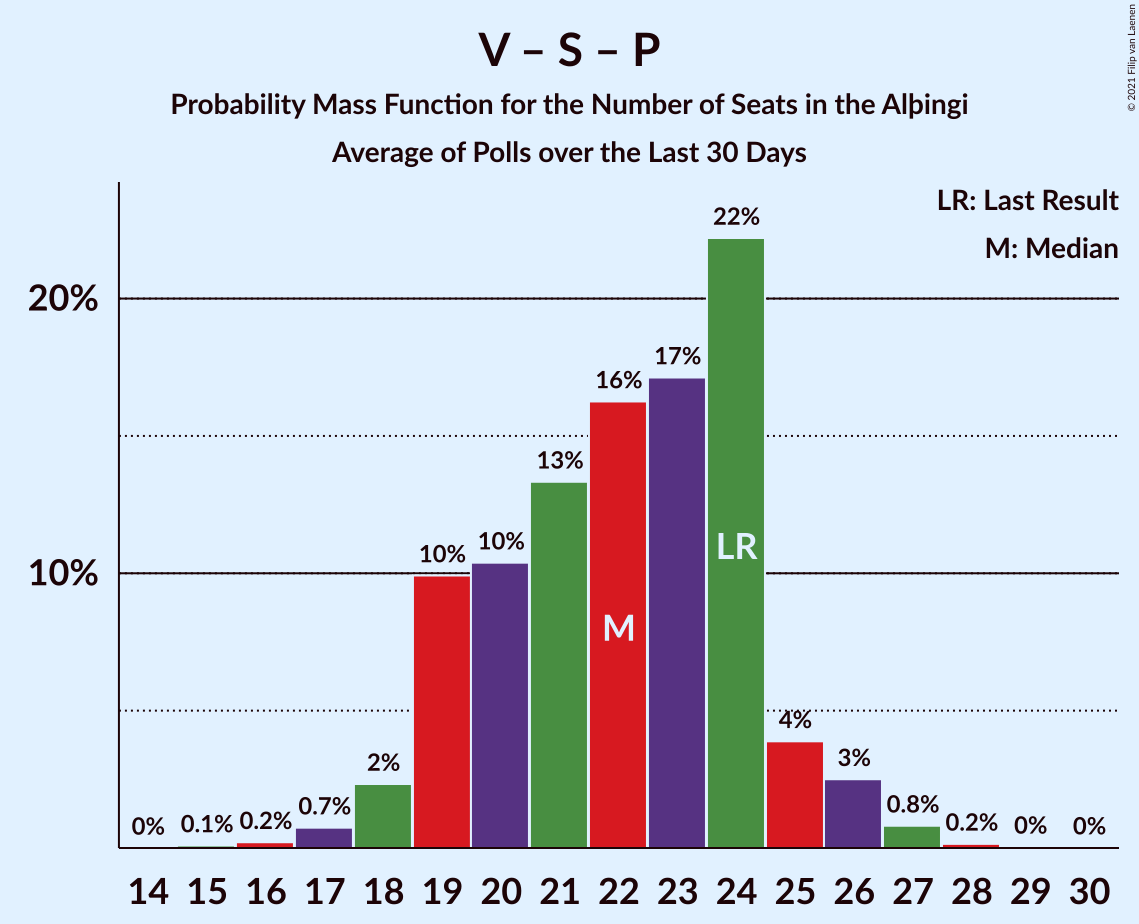 V – S – P
Probability Mass Function for the Number of Seats in the Alþingi
Average of Polls over the Last 30 Days
© 2021 Filip van Laenen
LR: Last Result
M: Median
20%
10%
0%
0.1%
0.2%
0.7%
2%
10%
10%
13%
16%
17%
22%
4%
3%
0.8%
0.2%
0%
0%
M
LR
14 15 16 17 18 19 20 21 22 23 24 25 26 27 28 29 30